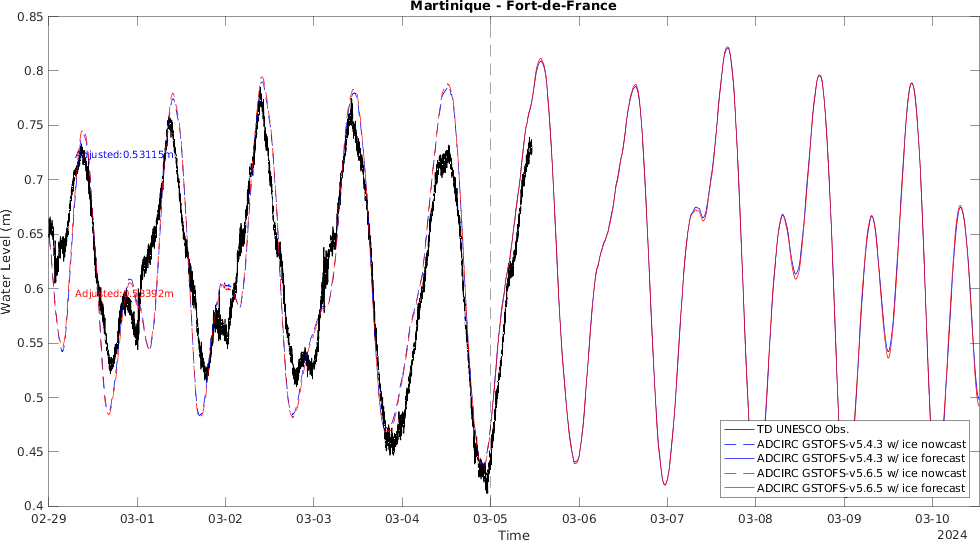 Martinique - Fort-de-France
0.85
0.8
0.75
0.7
0.65
0.6
0.55
0.5
0.45
0.4
Water Level (m)
Adjusted:0.53115m
Adjusted:0.53392m
TD UNESCO Obs.
ADCIRC GSTOFS-v5.4.3 w/ ice nowcast
ADCIRC GSTOFS-v5.4.3 w/ ice forecast
ADCIRC GSTOFS-v5.6.5 w/ ice nowcast
ADCIRC GSTOFS-v5.6.5 w/ ice forecast
02-29 03-01 03-02 03-03 03-04 03-05 03-06 03-07 03-08 03-09 03-10
Time
2024